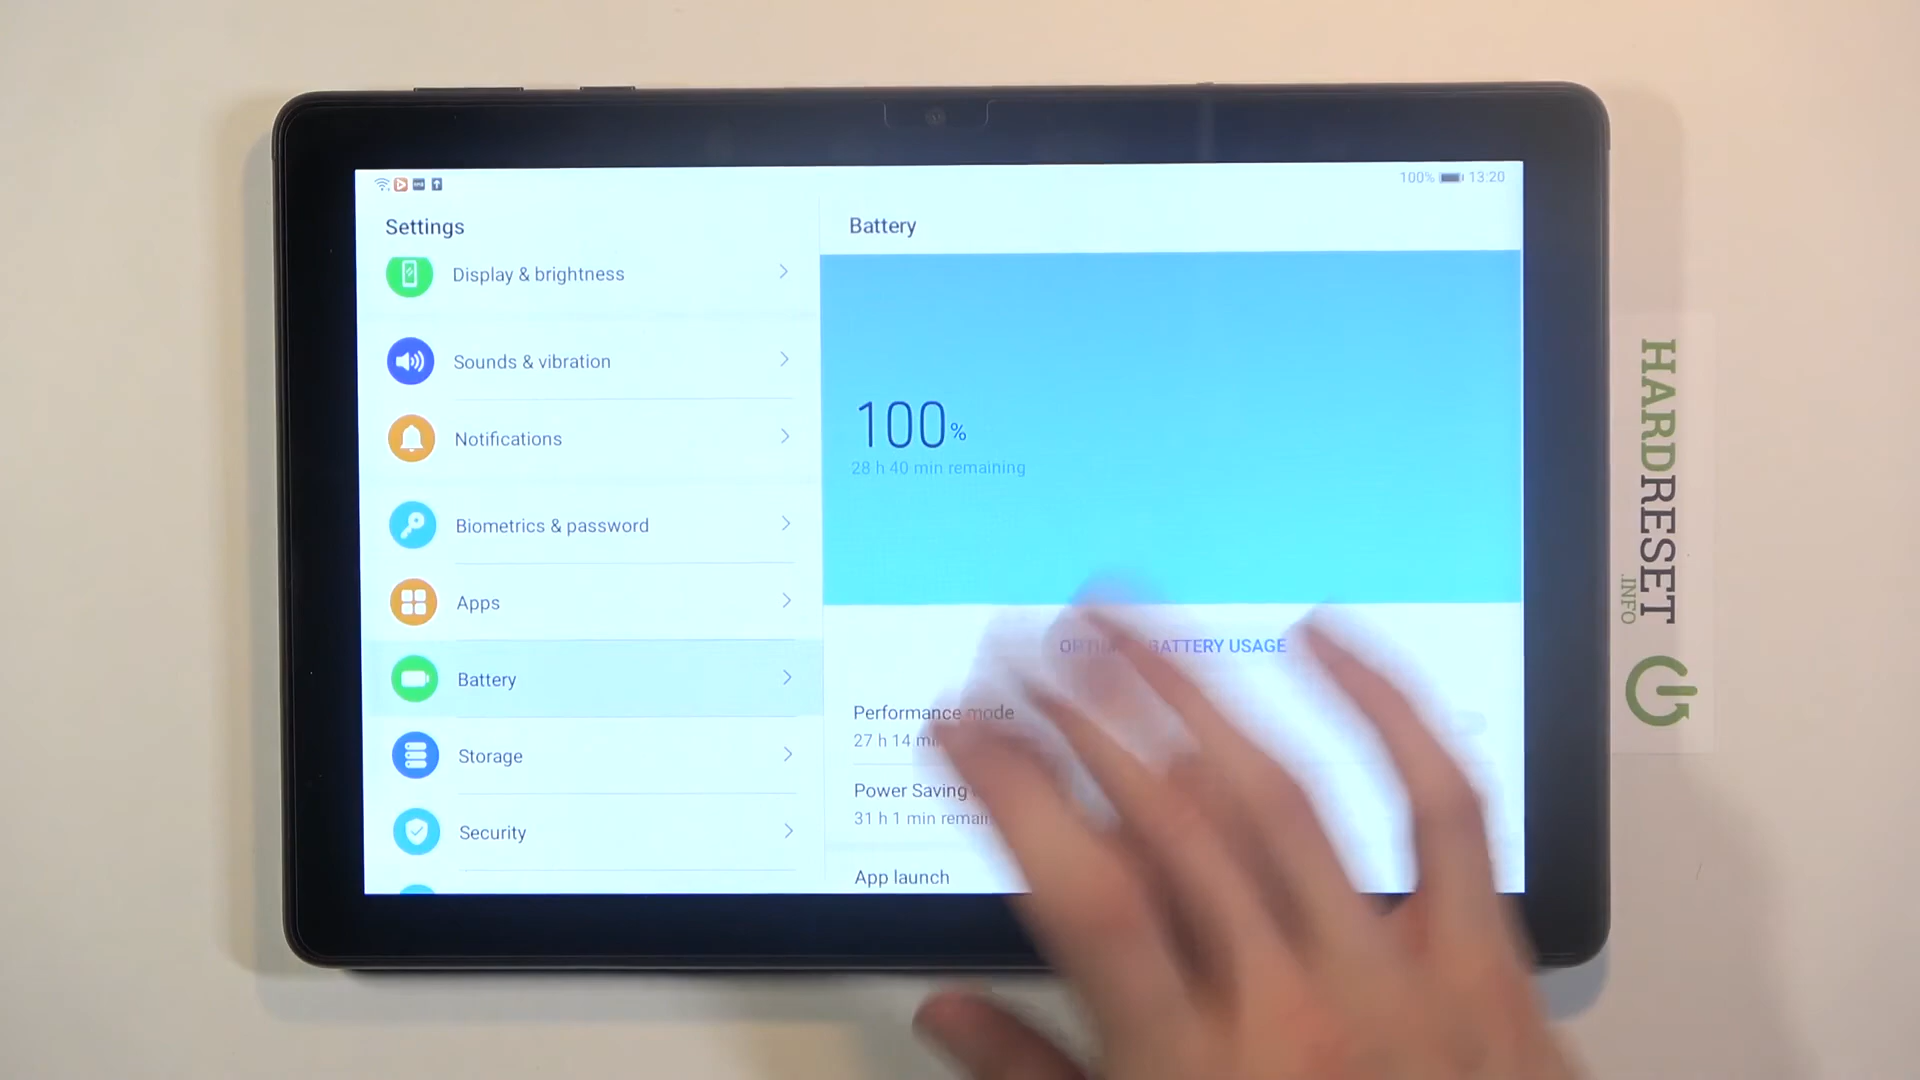 100% 13:20
Settings
Display & brightness
Sounds & vibration
Notifications
Biometrics & password
Apps
Battery
Storage
Security
Battery
100%
28 h 40 min remaining
BATTERY USAGE
Performance mode
27 h 14
Power Saving
31 h 1 min
App launch
HARDRESET
.INFO